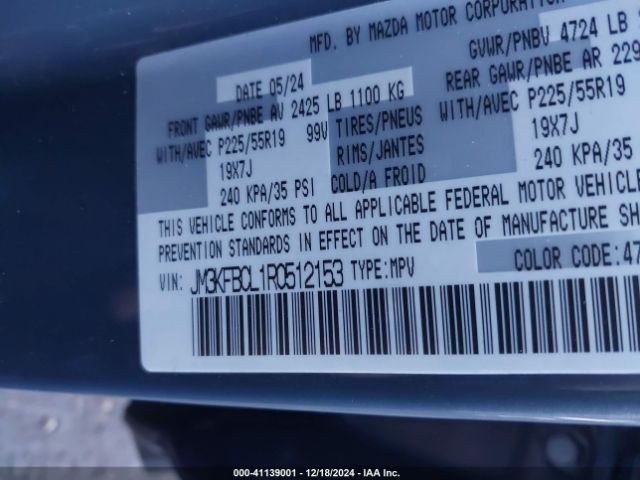 MFD. BY MAZDA MOTOR CORPORATION
DATE 05/24
GVWR/PNBV 4724 LB
FRONT GAWR/PNBE AV 2425 LB 1100 KG
REAR GAWR/PNBE AR 229
WITH/AVEC P225/55R19 99V TIRES/PNEUS WITH/AVEC P225/55R19
19X7J RIMS/JANTES 19X7J
240 KPA/35 PSI COLD/A FROID 240 KPA/35
THIS VEHICLE CONFORMS TO ALL APPLICABLE FEDERAL MOTOR VEHICLE
PREVENTION STANDARDS IN EFFECT ON THE DATE OF MANUFACTURE
VIN: JM3KFBCL1R0512153 TYPE:MPV COLOR CODE:47
000-41139001 - 12/18/2024 - IAA Inc.